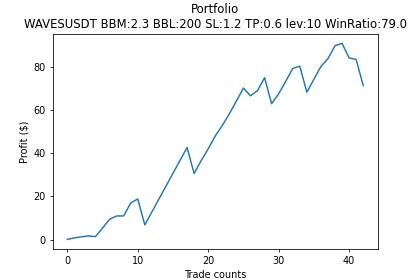 Portfolio
WAVESUSDT BBM:2.3 BBL:200 SL:1.2 TP:0.6 lev:10 WinRatio:79.0
80
60
40
20
0
Profit ($)
0 10 20 30 40
Trade counts